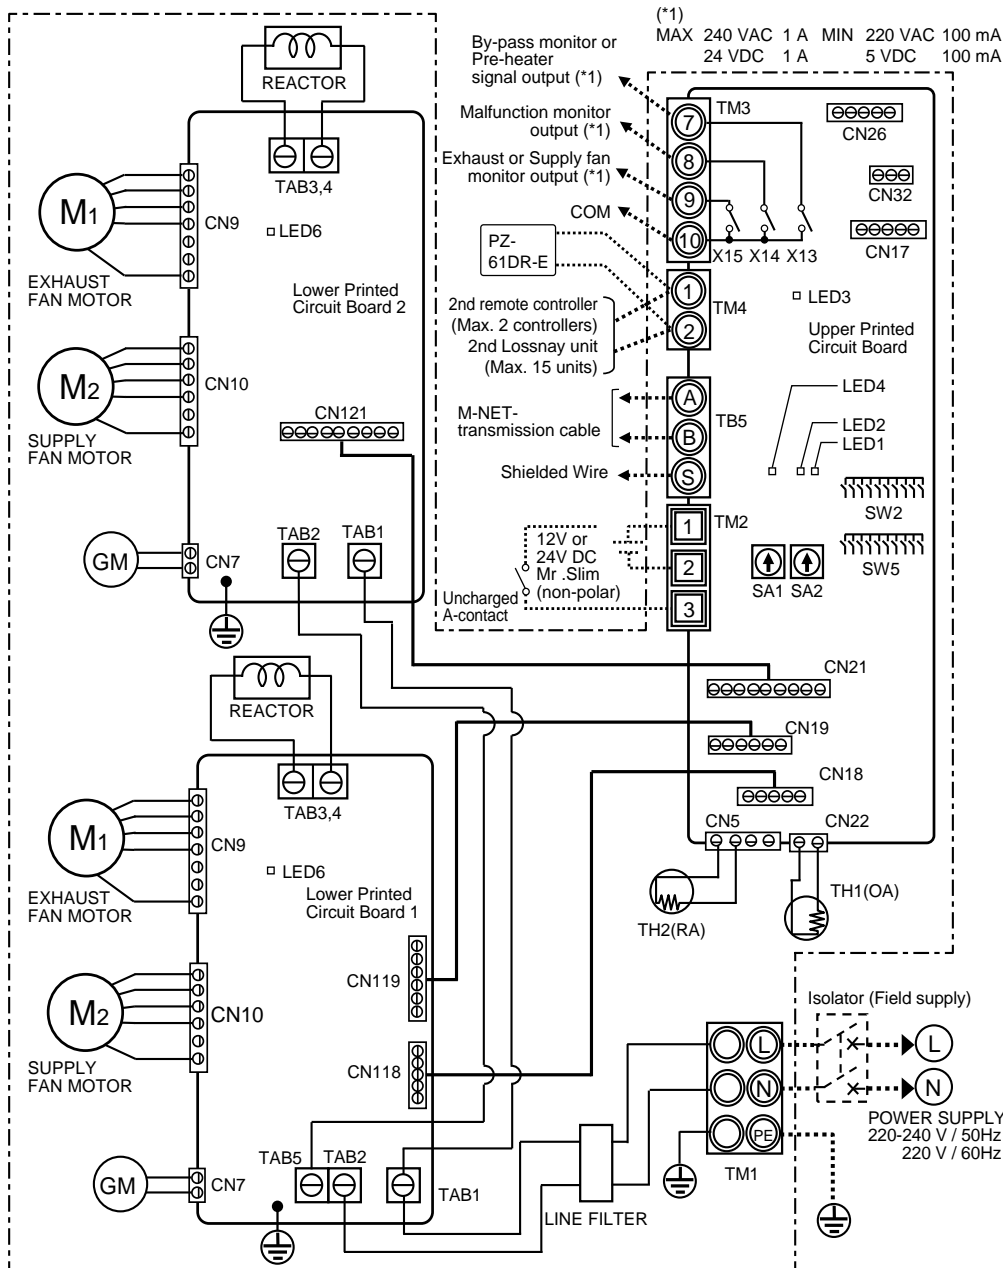 (*1)
MAX 240 VAC 1 A MIN 220 VAC 100 mA
24 VDC 1 A 5 VDC 100 mA
REACTOR
TAB3,4
M1
EXHAUST
FAN MOTOR
CN9
LED6
Lower Printed
Circuit Board 2
M2
SUPPLY
FAN MOTOR
CN10
CN121
GM
CN7
TAB2
TAB1
By-pass monitor or
Pre-heater
signal output (*1)
Malfunction monitor
output (*1)
Exhaust or Supply fan
monitor output (*1)
COM
PZ-
61DR-E
2nd remote controller
(Max. 2 controllers)
2nd Lossnay unit
(Max. 15 units)
M-NET-
transmission cable
Shielded Wire
12V or
24V DC
Mr .Slim
(non-polar)
Uncharged
A-contact
TM3
7
8
9
10
X15 X14 X13
1
2
TM4
A
B
S
TB5
1
2
3
TM2
CN26
CN32
CN17
LED3
Upper Printed
Circuit Board
LED4
LED2
LED1
SW2
SW5
SA1 SA2
CN21
CN19
CN18
CN5
CN22
TH2(RA)
TH1(OA)
REACTOR
TAB3,4
M1
EXHAUST
FAN MOTOR
CN9
LED6
Lower Printed
Circuit Board 1
CN119
M2
SUPPLY
FAN MOTOR
CN10
CN118
GM
CN7
TAB5 TAB2
TAB1
LINE FILTER
L
N
PE
TM1
Isolator (Field supply)
L
N
POWER SUPPLY
220-240 V / 50Hz
220 V / 60Hz